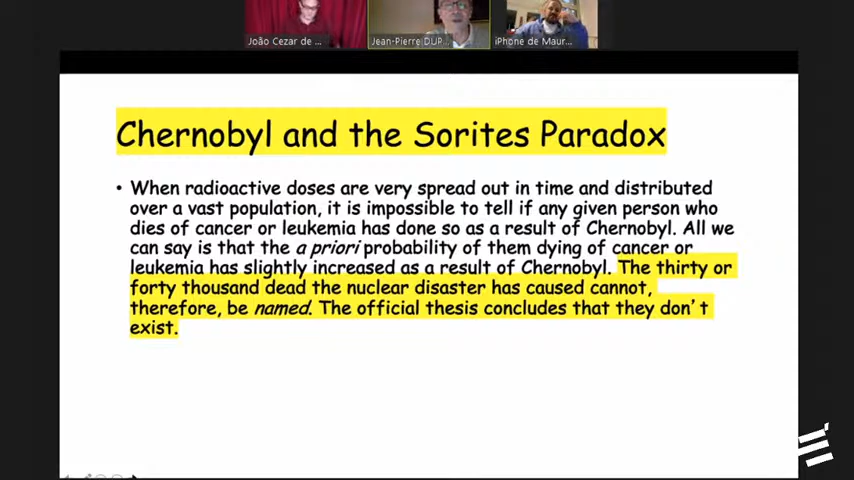 João Cezar de ...
Jean-Pierre DUP...
iPhone de Maur...
Chernobyl and the Sorites Paradox
• When radioactive doses are very spread out in time and distributed
over a vast population, it is impossible to tell if any given person who
dies of cancer or leukemia has done so as a result of Chernobyl. All we
can say is that the a priori probability of them dying of cancer or
leukemia has slightly increased as a result of Chernobyl. The thirty or
forty thousand dead the nuclear disaster has caused cannot,
therefore, be named. The official thesis concludes that they don't
exist.